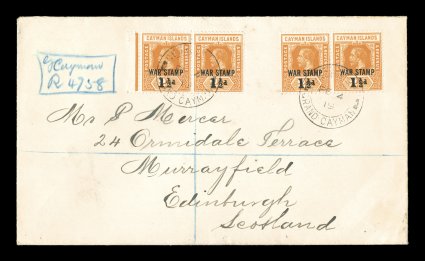 CAYMAN ISLANDS CAYMAN ISLANDS CAYMAN ISLANDS CAYMAN ISLANDS
WAR STAMP WAR STAMP WAR STAMP WAR STAMP
1½d 1½d 1½d 1½d
GRAND CAYMAN
R 4758
Mr P Mercer
24 Ormidale Terrace
Murrayfield
Edinburgh
Scotland